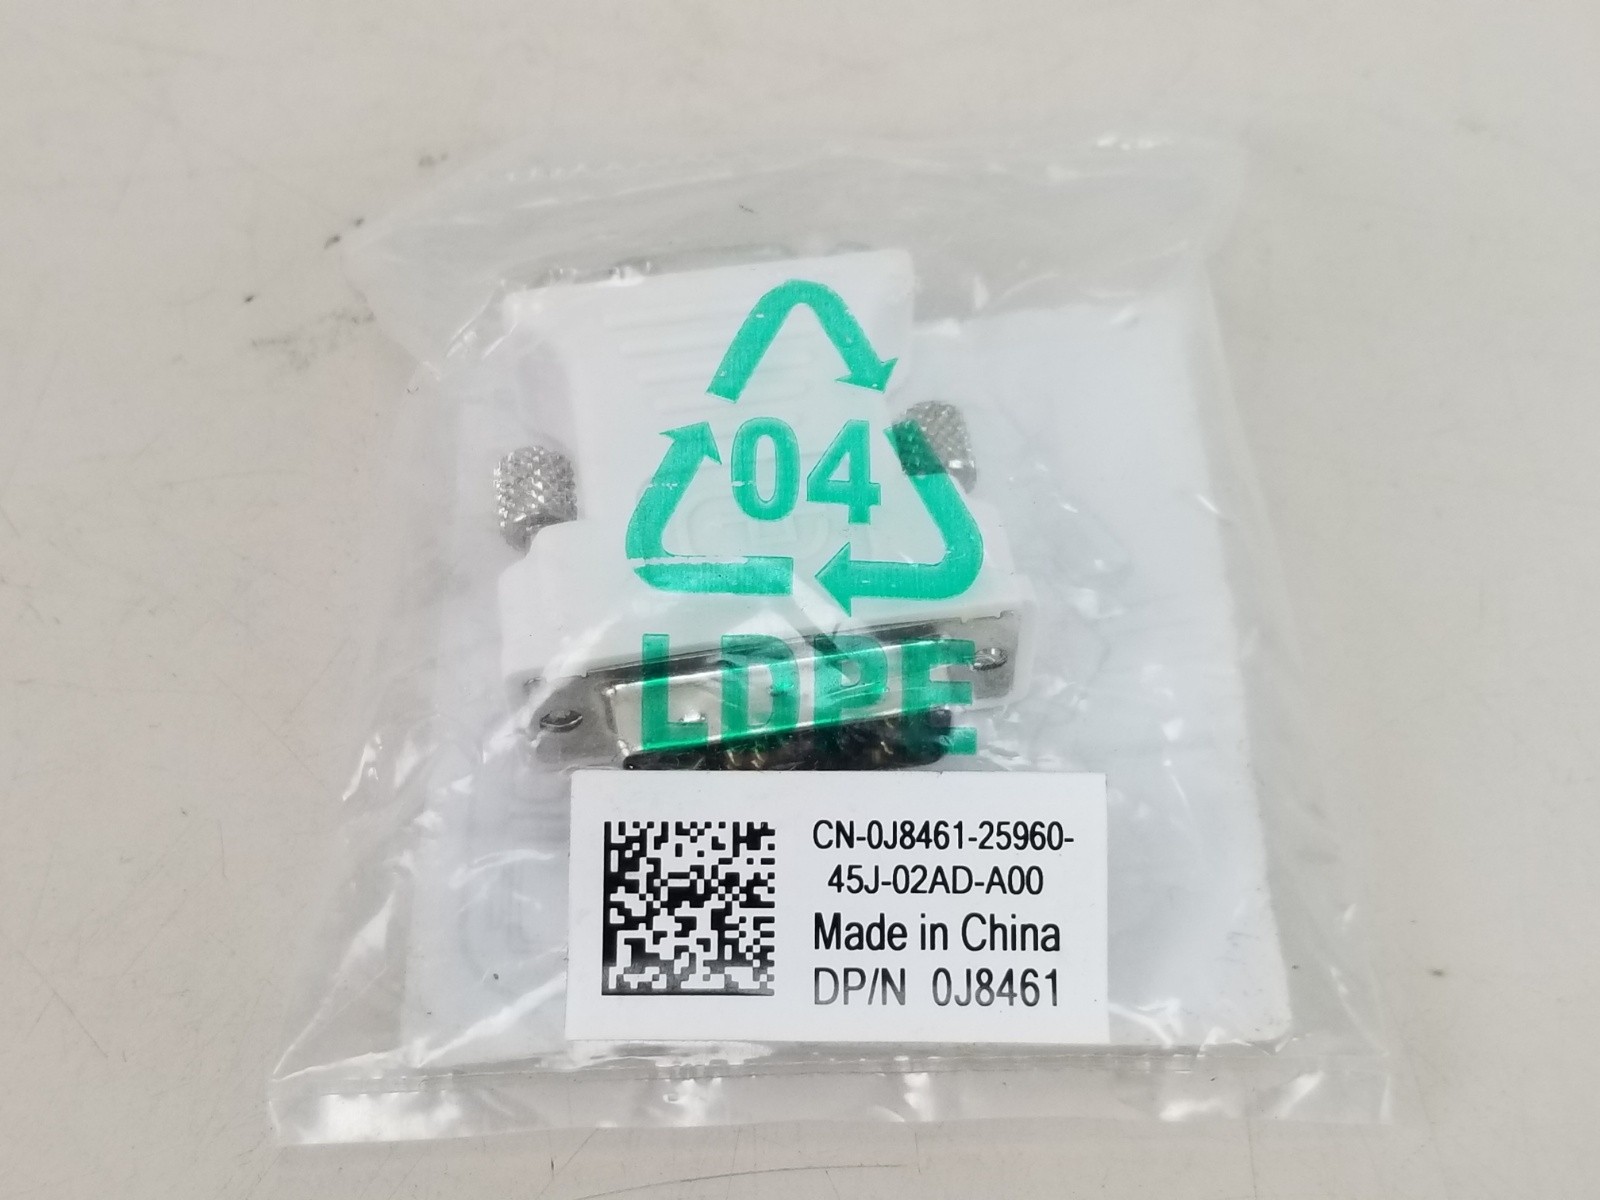 04
LDPE
CN-0J8461-25960-
45J-02AD-A00
Made in China
DP/N 0J8461